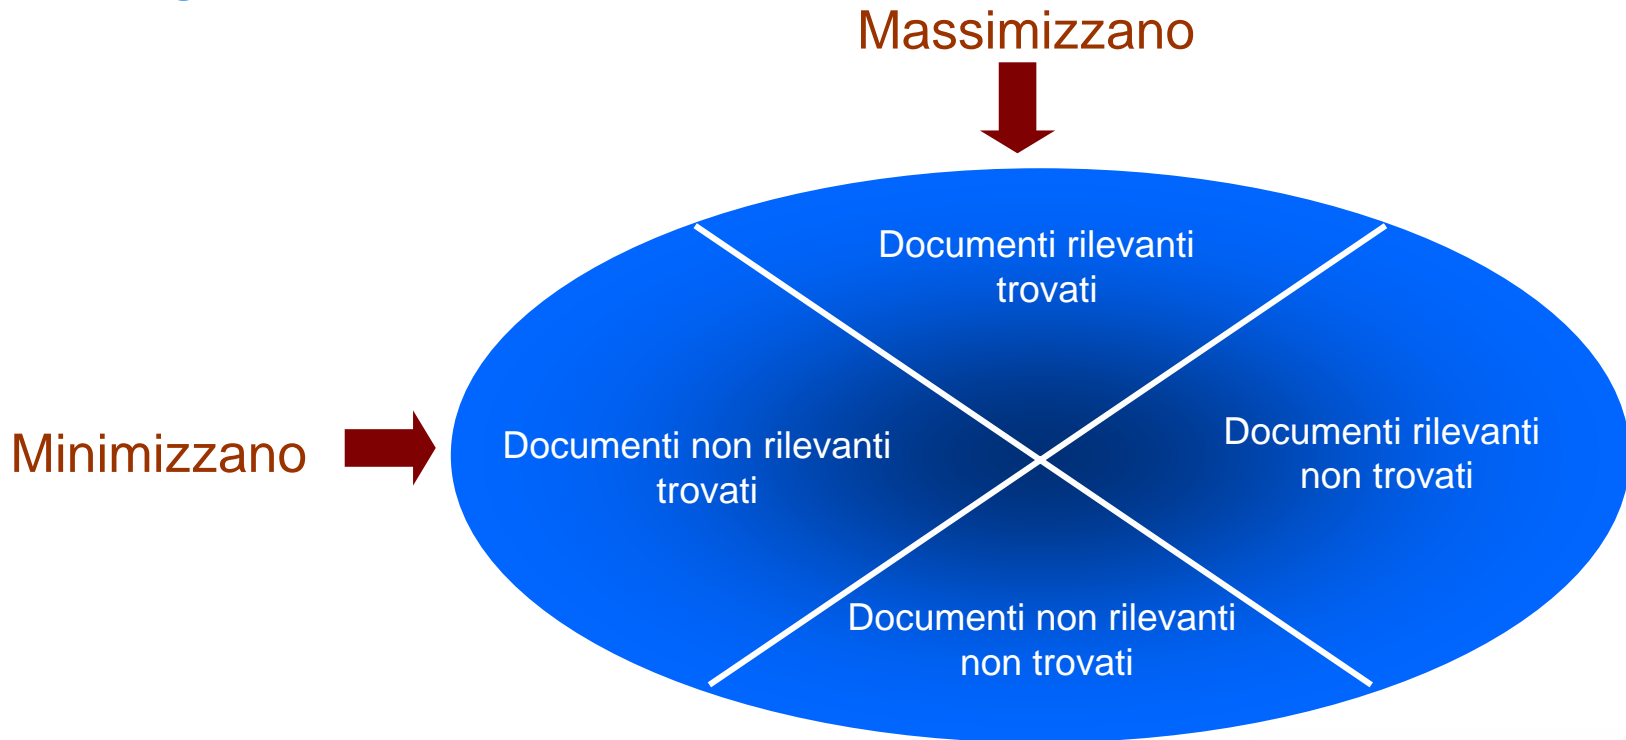 Massimizzano
Documenti rilevanti
trovati
Minimizzano
Documenti non rilevanti
trovati
Documenti rilevanti
non trovati
Documenti non rilevanti
non trovati